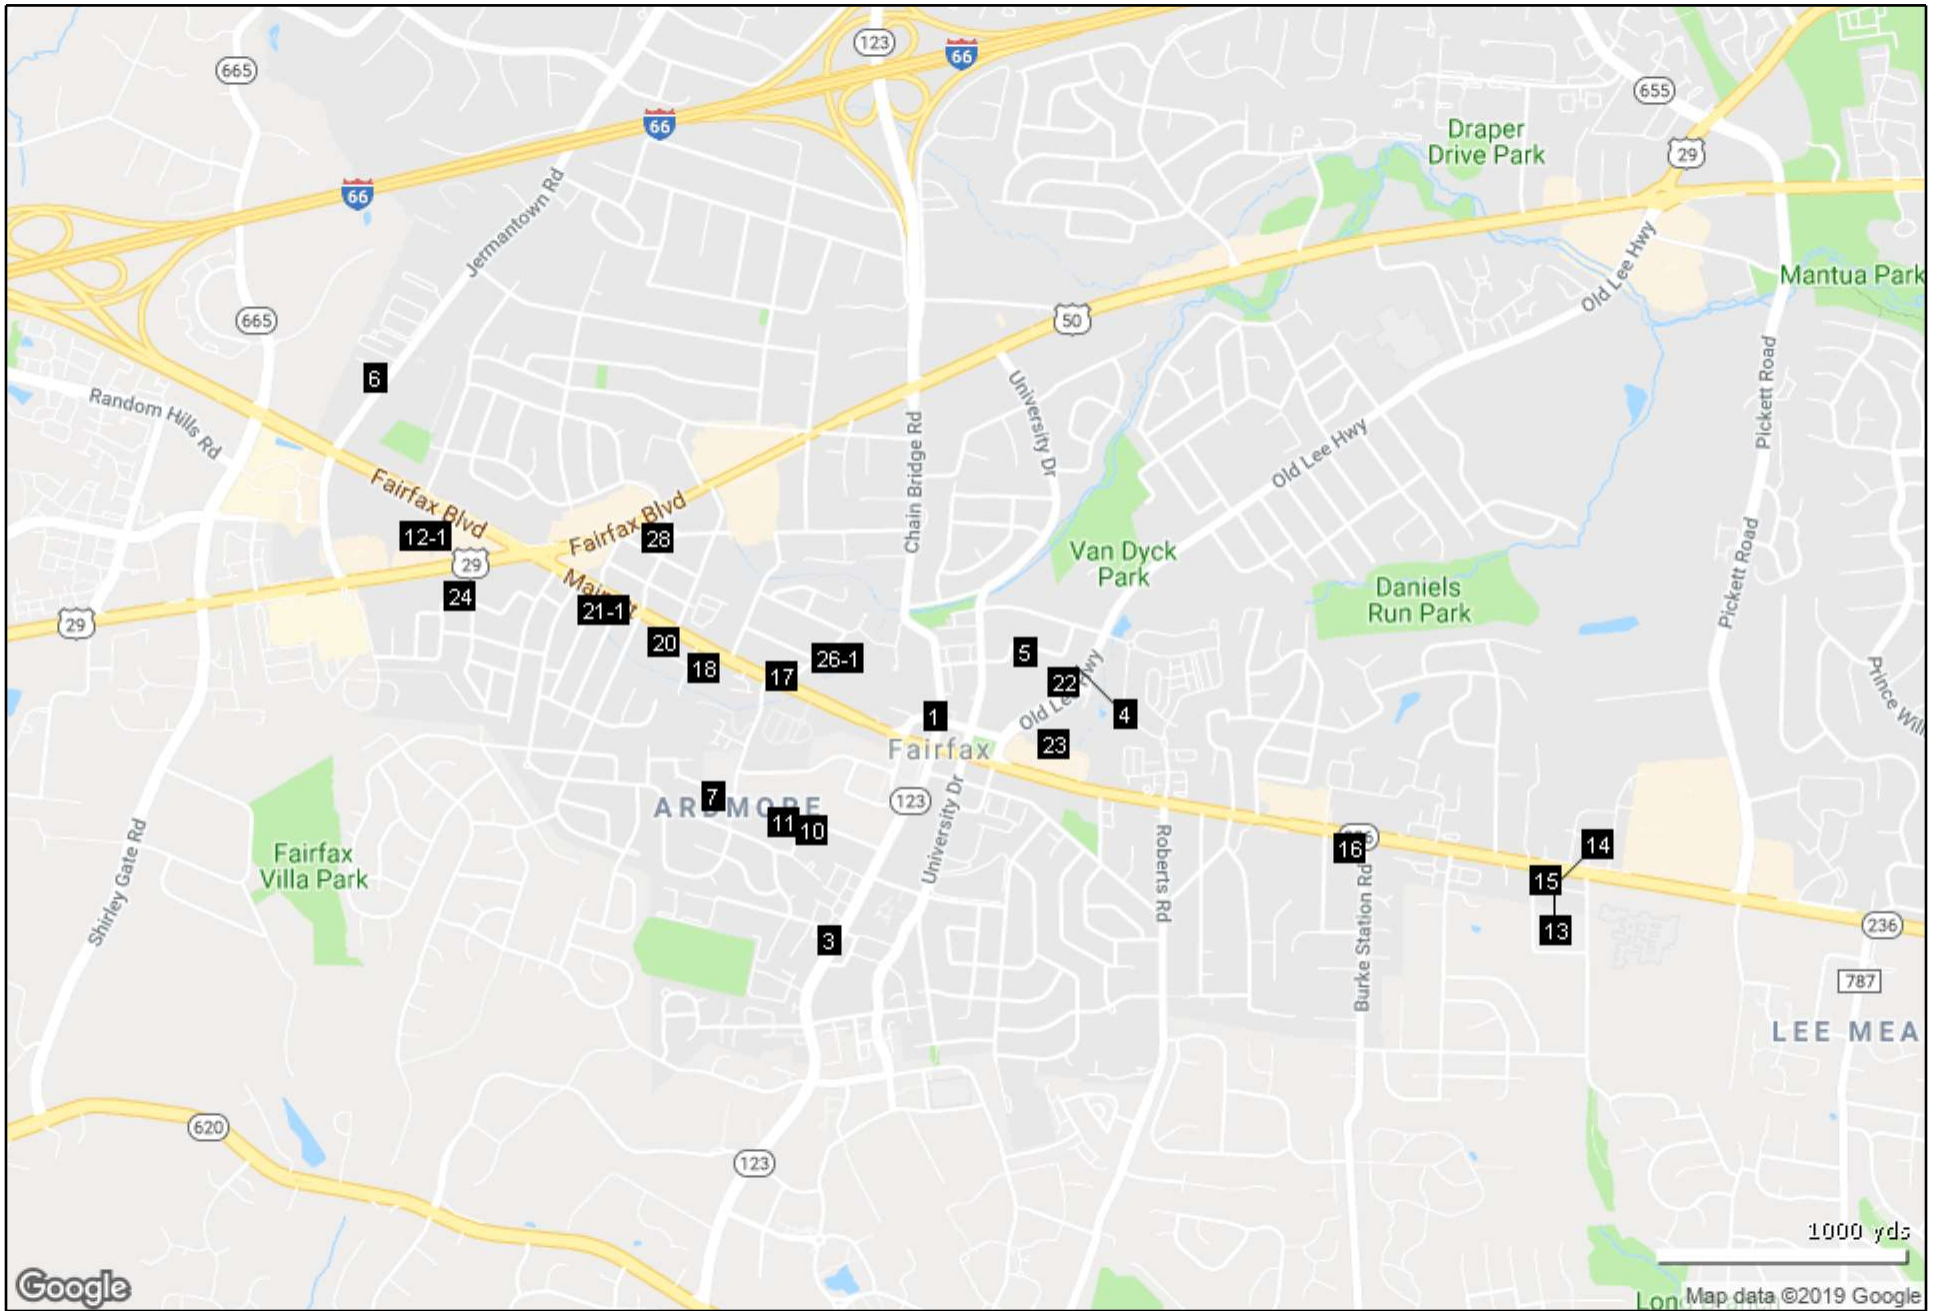 123
66
665
655
66
Draper
Drive Park
29
66
Jermantown Rd
Old Lee Hwy
Mantua Park
665
50
6
Random Hills Rd
University Dr
Pickett Road
Chain Bridge Rd
Old Lee Hwy
Fairfax Blvd
Fairfax Blvd
12-1
28
29
Van Dyck
Park
Pickett Road
24
21-1
Daniels
Run Park
29
20
18
17
26-1
5
22
Old Lee Hwy
4
1
23
Fairfax
7
ARDMORE
123
University Dr
11
10
Roberts Rd
16
14
15
13
Fairfax
Villa Park
Shirley Gate Rd
3
Burke Station Rd
236
787
LEE MEA
620
123
1000 yds
Google
Map data ©2019 Google